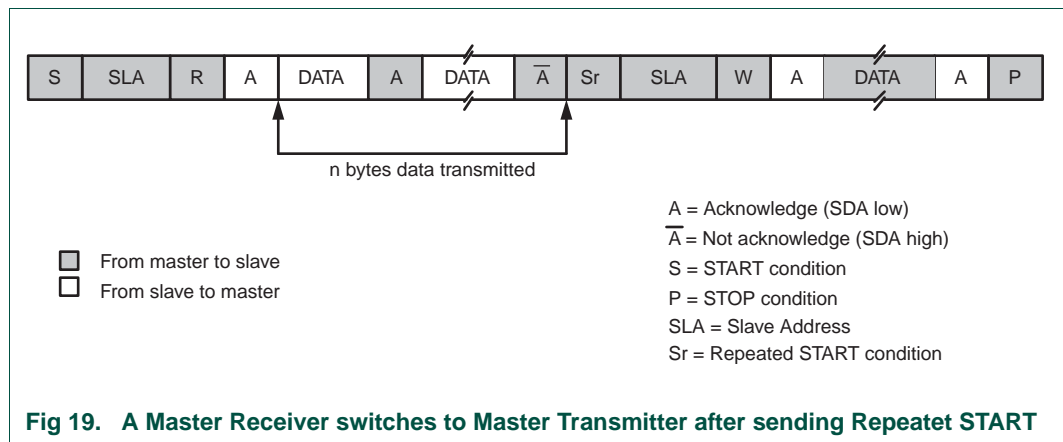 S SLA R A DATA A DATA A̅ Sr SLA W A DATA A P
n bytes data transmitted
From master to slave
From slave to master
A = Acknowledge (SDA low)
A̅ = Not acknowledge (SDA high)
S = START condition
P = STOP condition
SLA = Slave Address
Sr = Repeated START condition
Fig 19. A Master Receiver switches to Master Transmitter after sending Repeatet START